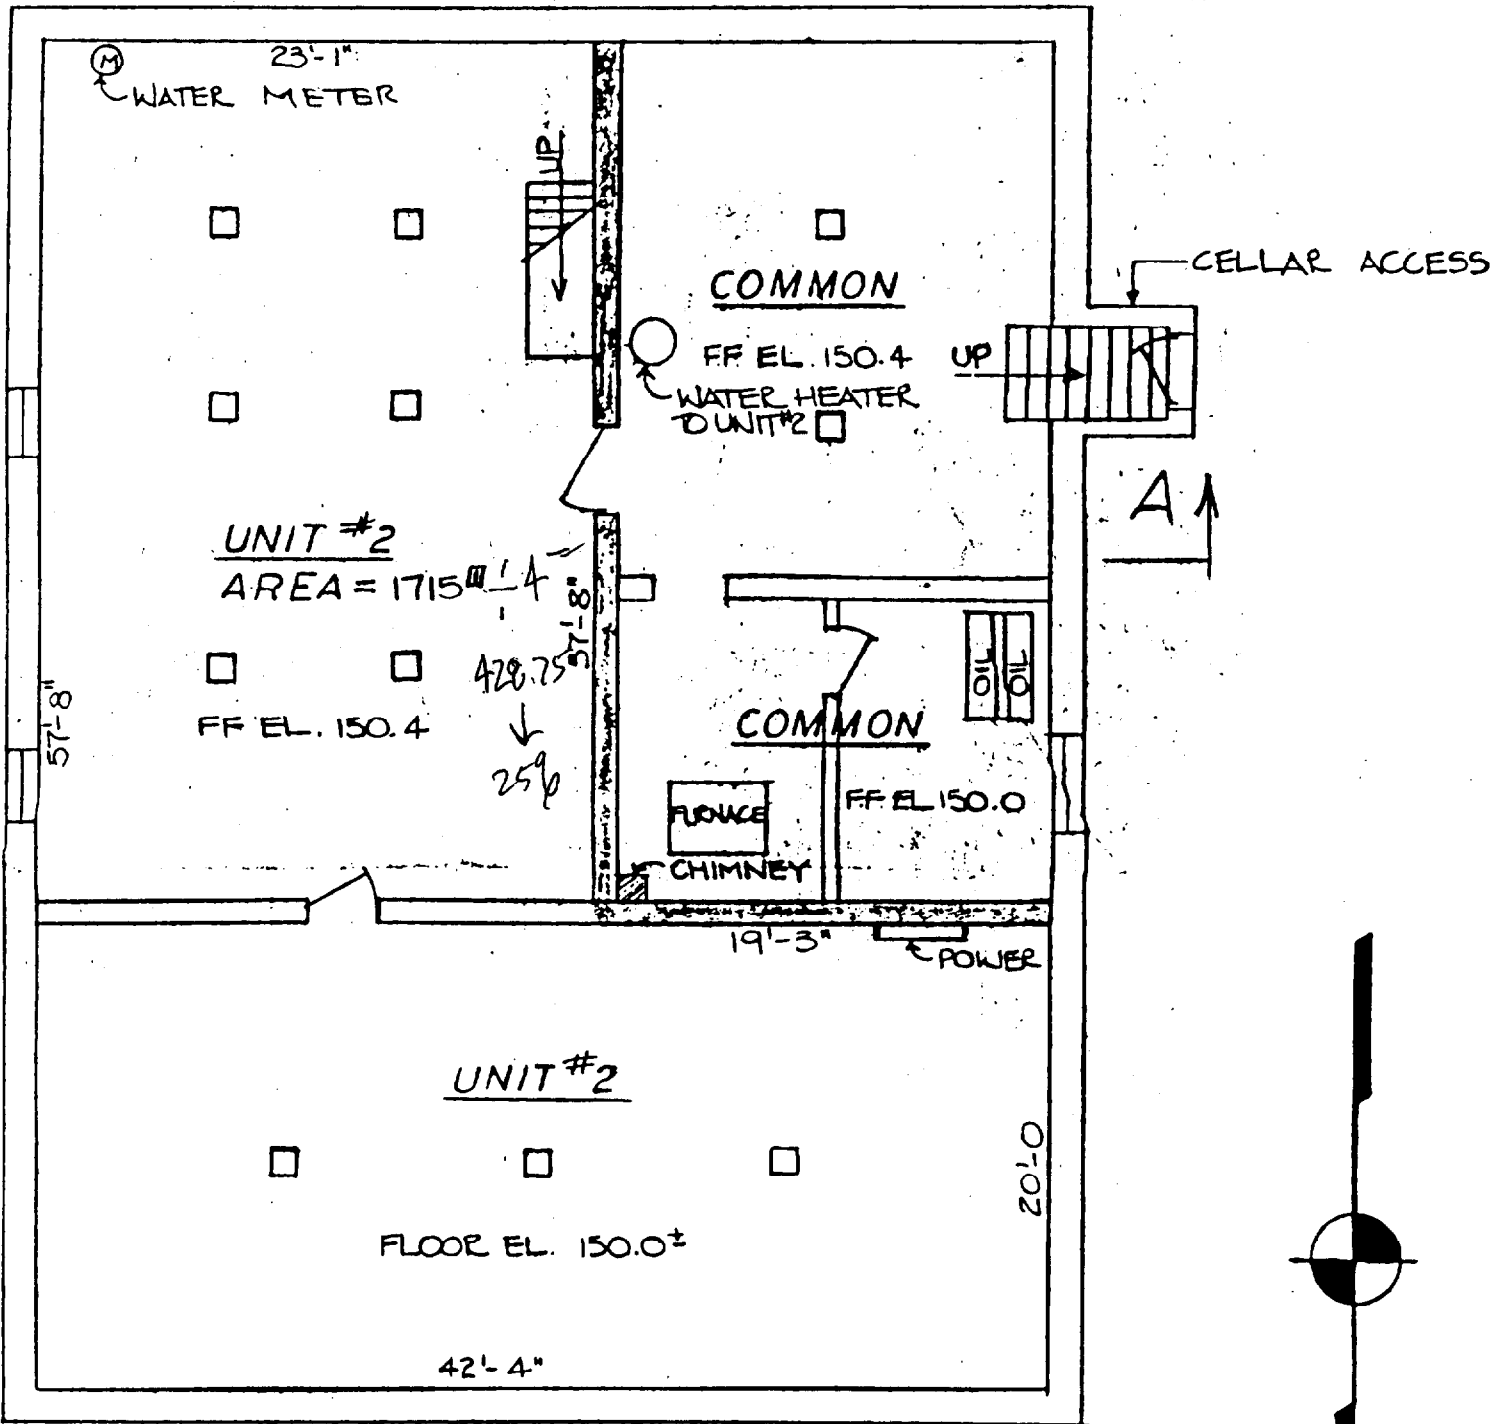 23'-1"
M
WATER METER
UP
COMMON
CELLAR ACCESS
FF EL. 150.4
UP
WATER HEATER
TO UNIT #2
A
UNIT #2
AREA = 1715 ÷ 4
57'-8"
428.75
OIL
OIL
COMMON
57'-8"
FF EL. 150.4
25%
FURNACE
FF EL 150.0
CHIMNEY
19'-3"
POWER
UNIT #2
20'-0
FLOOR EL. 150.0±
42'-4"